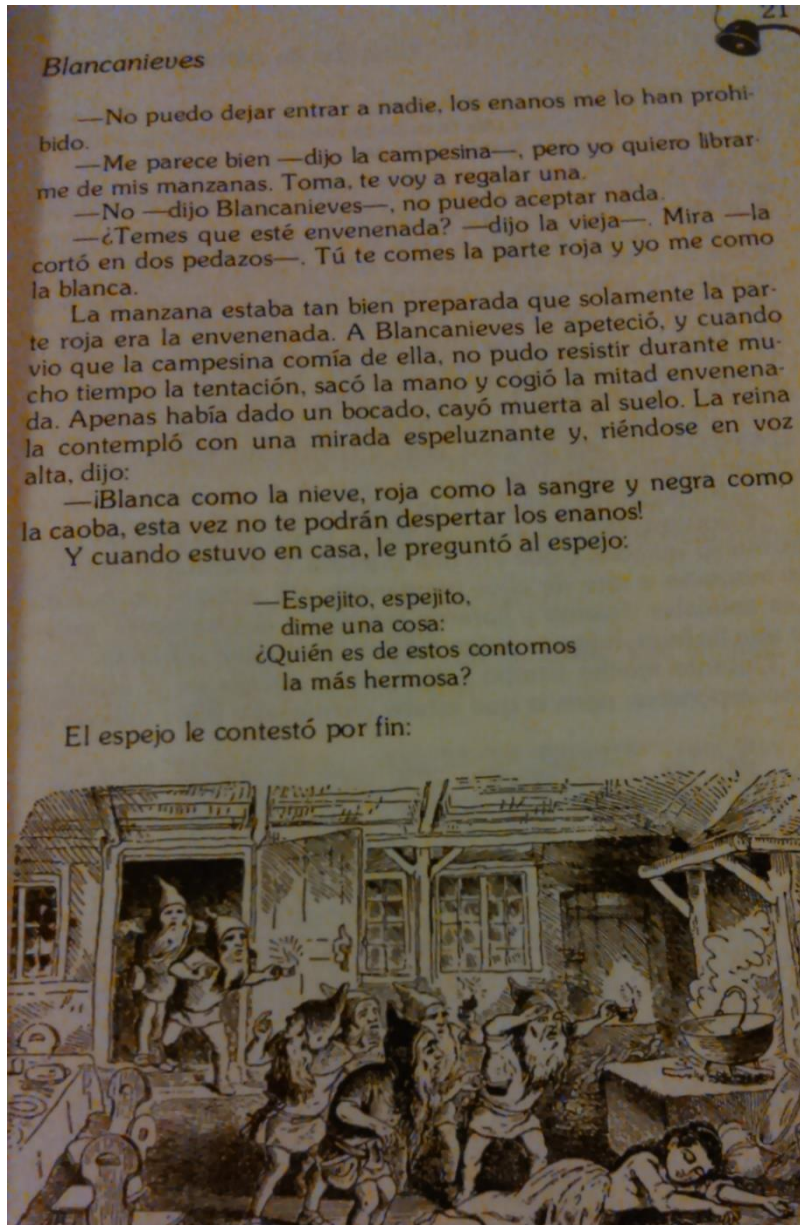 21
Blancanieves
—No puedo dejar entrar a nadie, los enanos me lo han prohi-
bido.
—Me parece bien —dijo la campesina—, pero yo quiero librar-
me de mis manzanas. Toma, te voy a regalar una.
—No —dijo Blancanieves—, no puedo aceptar nada.
—¿Temes que esté envenenada? —dijo la vieja—. Mira —la
cortó en dos pedazos—. Tú te comes la parte roja y yo me como
la blanca.
La manzana estaba tan bien preparada que solamente la par-
te roja era la envenenada. A Blancanieves le apeteció, y cuando
vio que la campesina comía de ella, no pudo resistir durante mu-
cho tiempo la tentación, sacó la mano y cogió la mitad envenena-
da. Apenas había dado un bocado, cayó muerta al suelo. La reina
la contempló con una mirada espeluznante y, riéndose en voz
alta, dijo:
—¡Blanca como la nieve, roja como la sangre y negra como
la caoba, esta vez no te podrán despertar los enanos!
Y cuando estuvo en casa, le preguntó al espejo:
—Espejito, espejito,
dime una cosa:
¿Quién es de estos contornos
la más hermosa?
El espejo le contestó por fin: